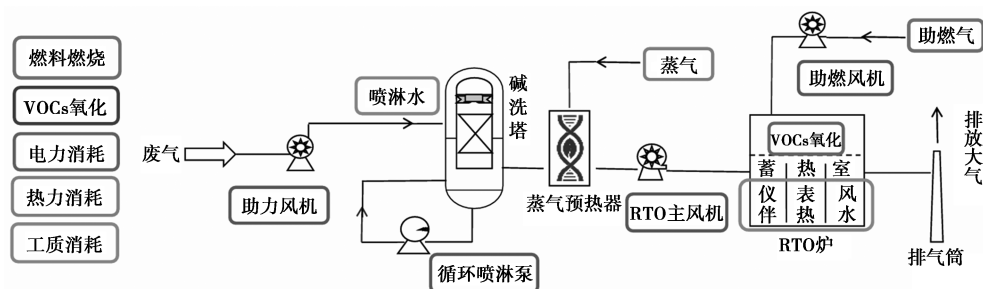 燃料燃烧
VOCs氧化
电力消耗
热力消耗
工质消耗
废气
助力风机
喷淋水
碱洗塔
循环喷淋泵
蒸气
蒸气预热器
RTO主风机
助燃气
助燃风机
VOCs氧化
蓄热室
仪表风
伴热水
RTO炉
排放大气
排气筒